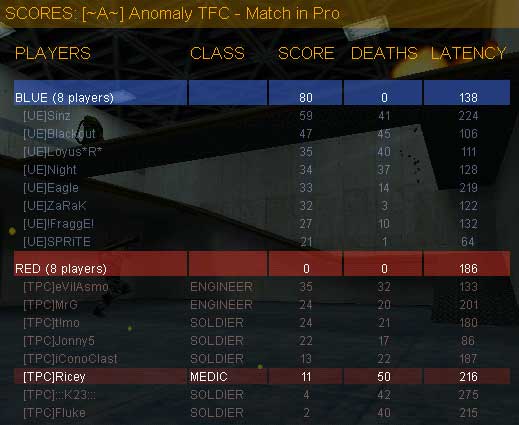 SCORES: [~A~] Anomaly TFC - Match in Pro
PLAYERS CLASS SCORE DEATHS LATENCY
BLUE (8 players) 80 0 138
[UE]Sinz 59 41 224
[UE]Blackout 47 45 106
[UE]Loyus*R* 35 40 111
[UE]Night 34 37 128
[UE]Eagle 33 14 219
[UE]ZaRaK 32 3 122
[UE]!FraggE! 27 10 132
[UE]SPRiTE 21 1 64
RED (8 players) 0 0 186
[TPC]eVilAsmo ENGINEER 35 32 133
[TPC]MrG ENGINEER 24 20 201
[TPC]t!mo SOLDIER 24 21 180
[TPC]Jonny5 SOLDIER 22 17 86
[TPC]iConoClast SOLDIER 13 22 187
[TPC]Ricey MEDIC 11 50 216
[TPC]:::K23::: SOLDIER 4 42 275
[TPC]Fluke SOLDIER 2 40 215